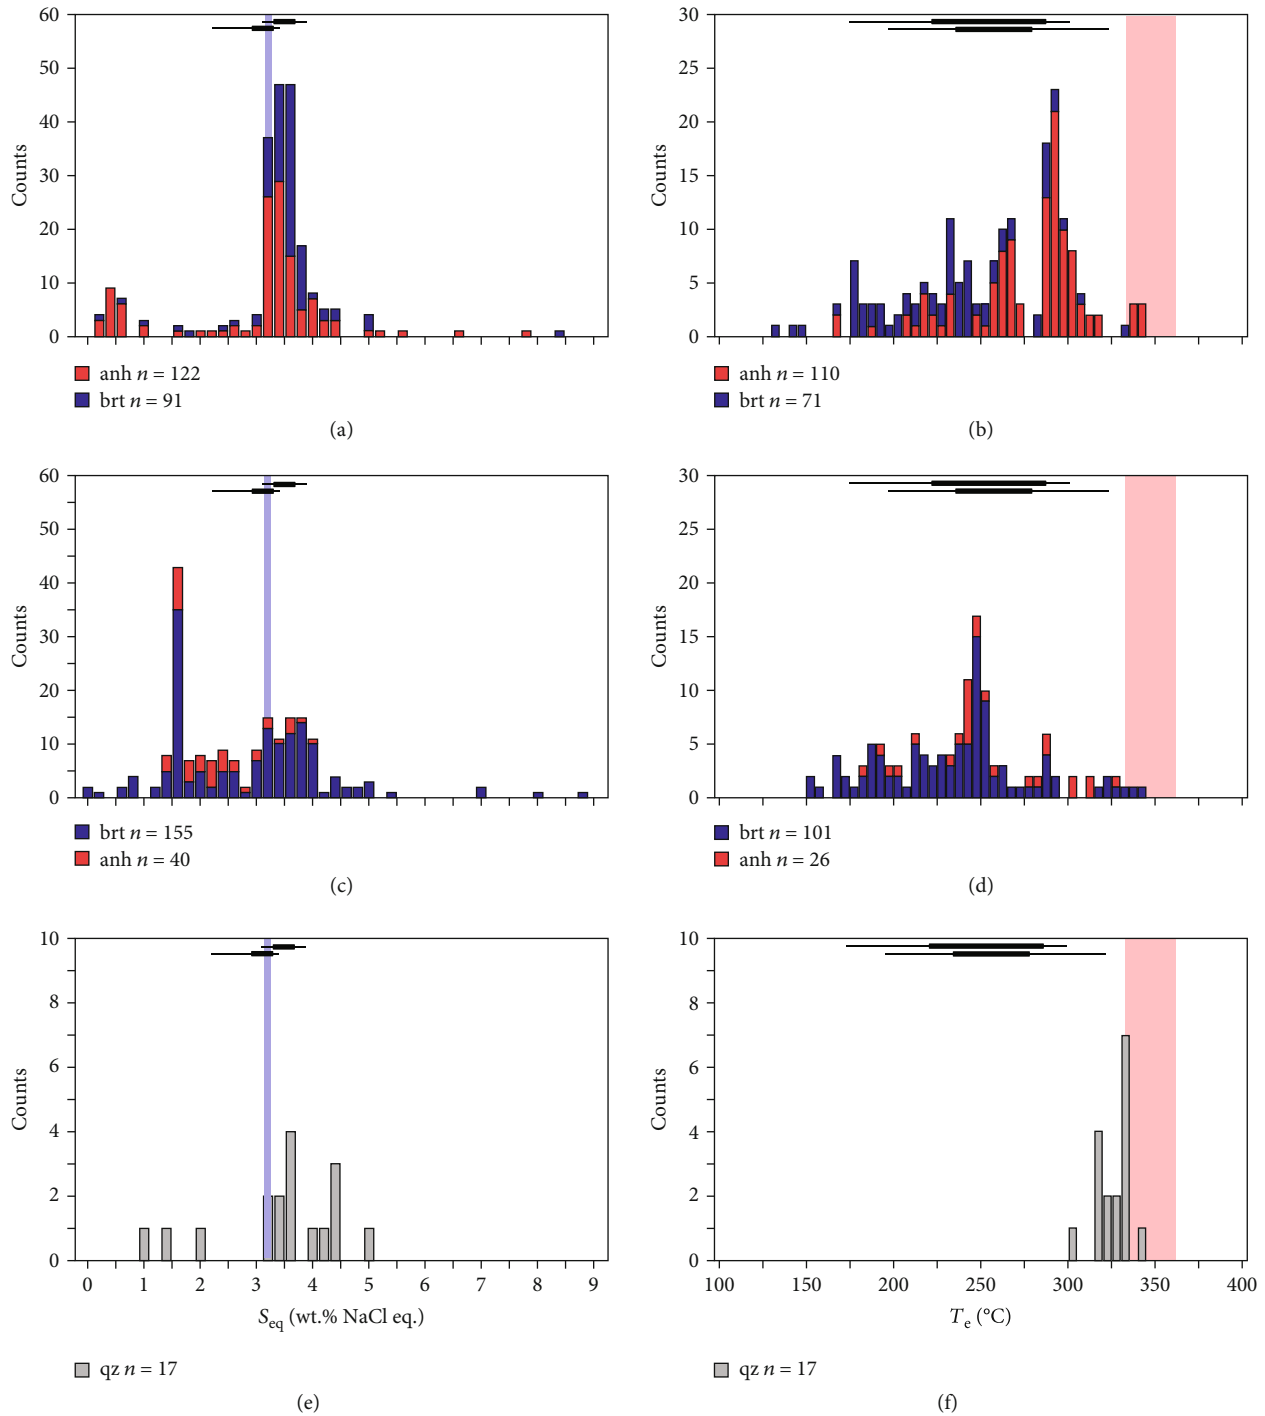 60
50
40
30
20
10
0
Counts
anh n = 122
brt n = 91
(a)
30
25
20
15
10
5
0
Counts
anh n = 110
brt n = 71
(b)
60
50
40
30
20
10
0
Counts
brt n = 155
anh n = 40
(c)
30
25
20
15
10
5
0
Counts
brt n = 101
anh n = 26
(d)
10
8
6
4
2
0
Counts
0 1 2 3 4 5 6 7 8 9
Seq (wt.% NaCl eq.)
qz n = 17
(e)
10
8
6
4
2
0
Counts
100 150 200 250 300 350 400
Te (°C)
qz n = 17
(f)